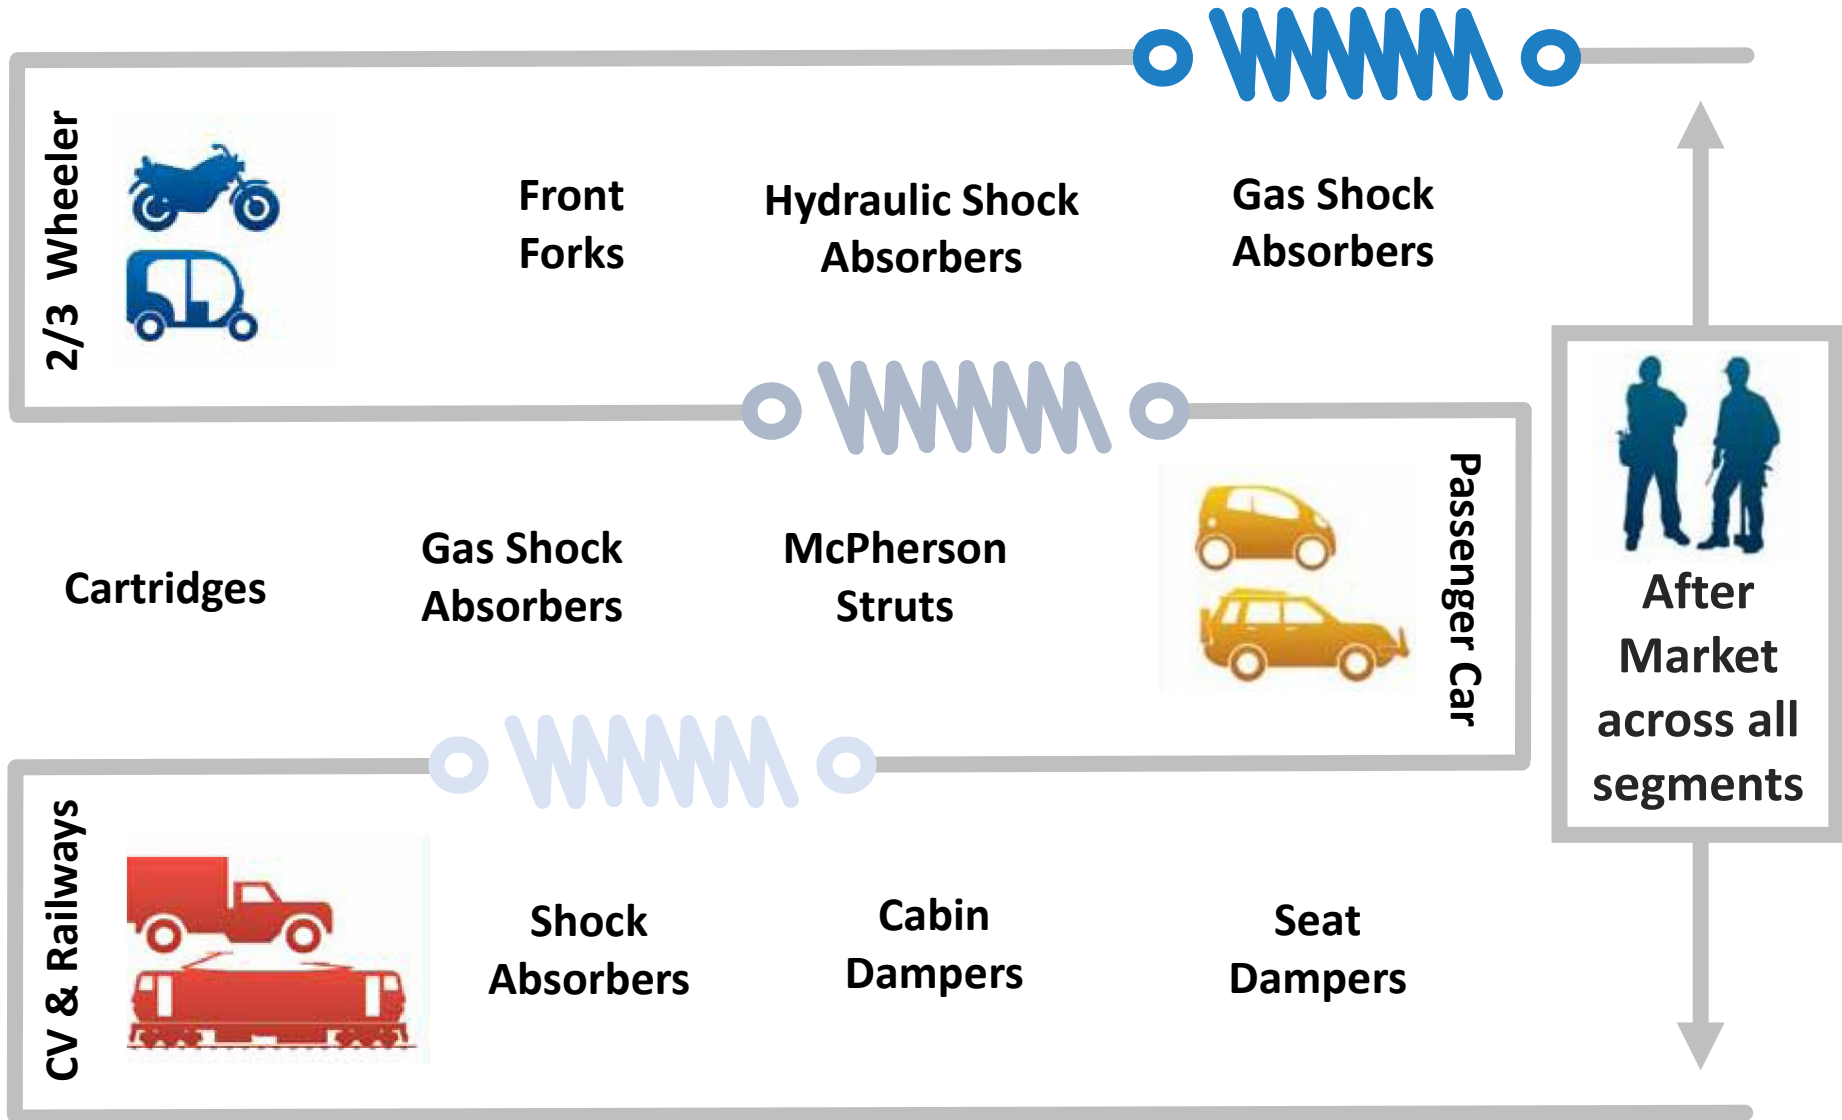 2/3 Wheeler
Front
Forks
Hydraulic Shock
Absorbers
Gas Shock
Absorbers
Cartridges
Gas Shock
Absorbers
McPherson
Struts
Passenger Car
CV & Railways
Shock
Absorbers
Cabin
Dampers
Seat
Dampers
After
Market
across all
segments